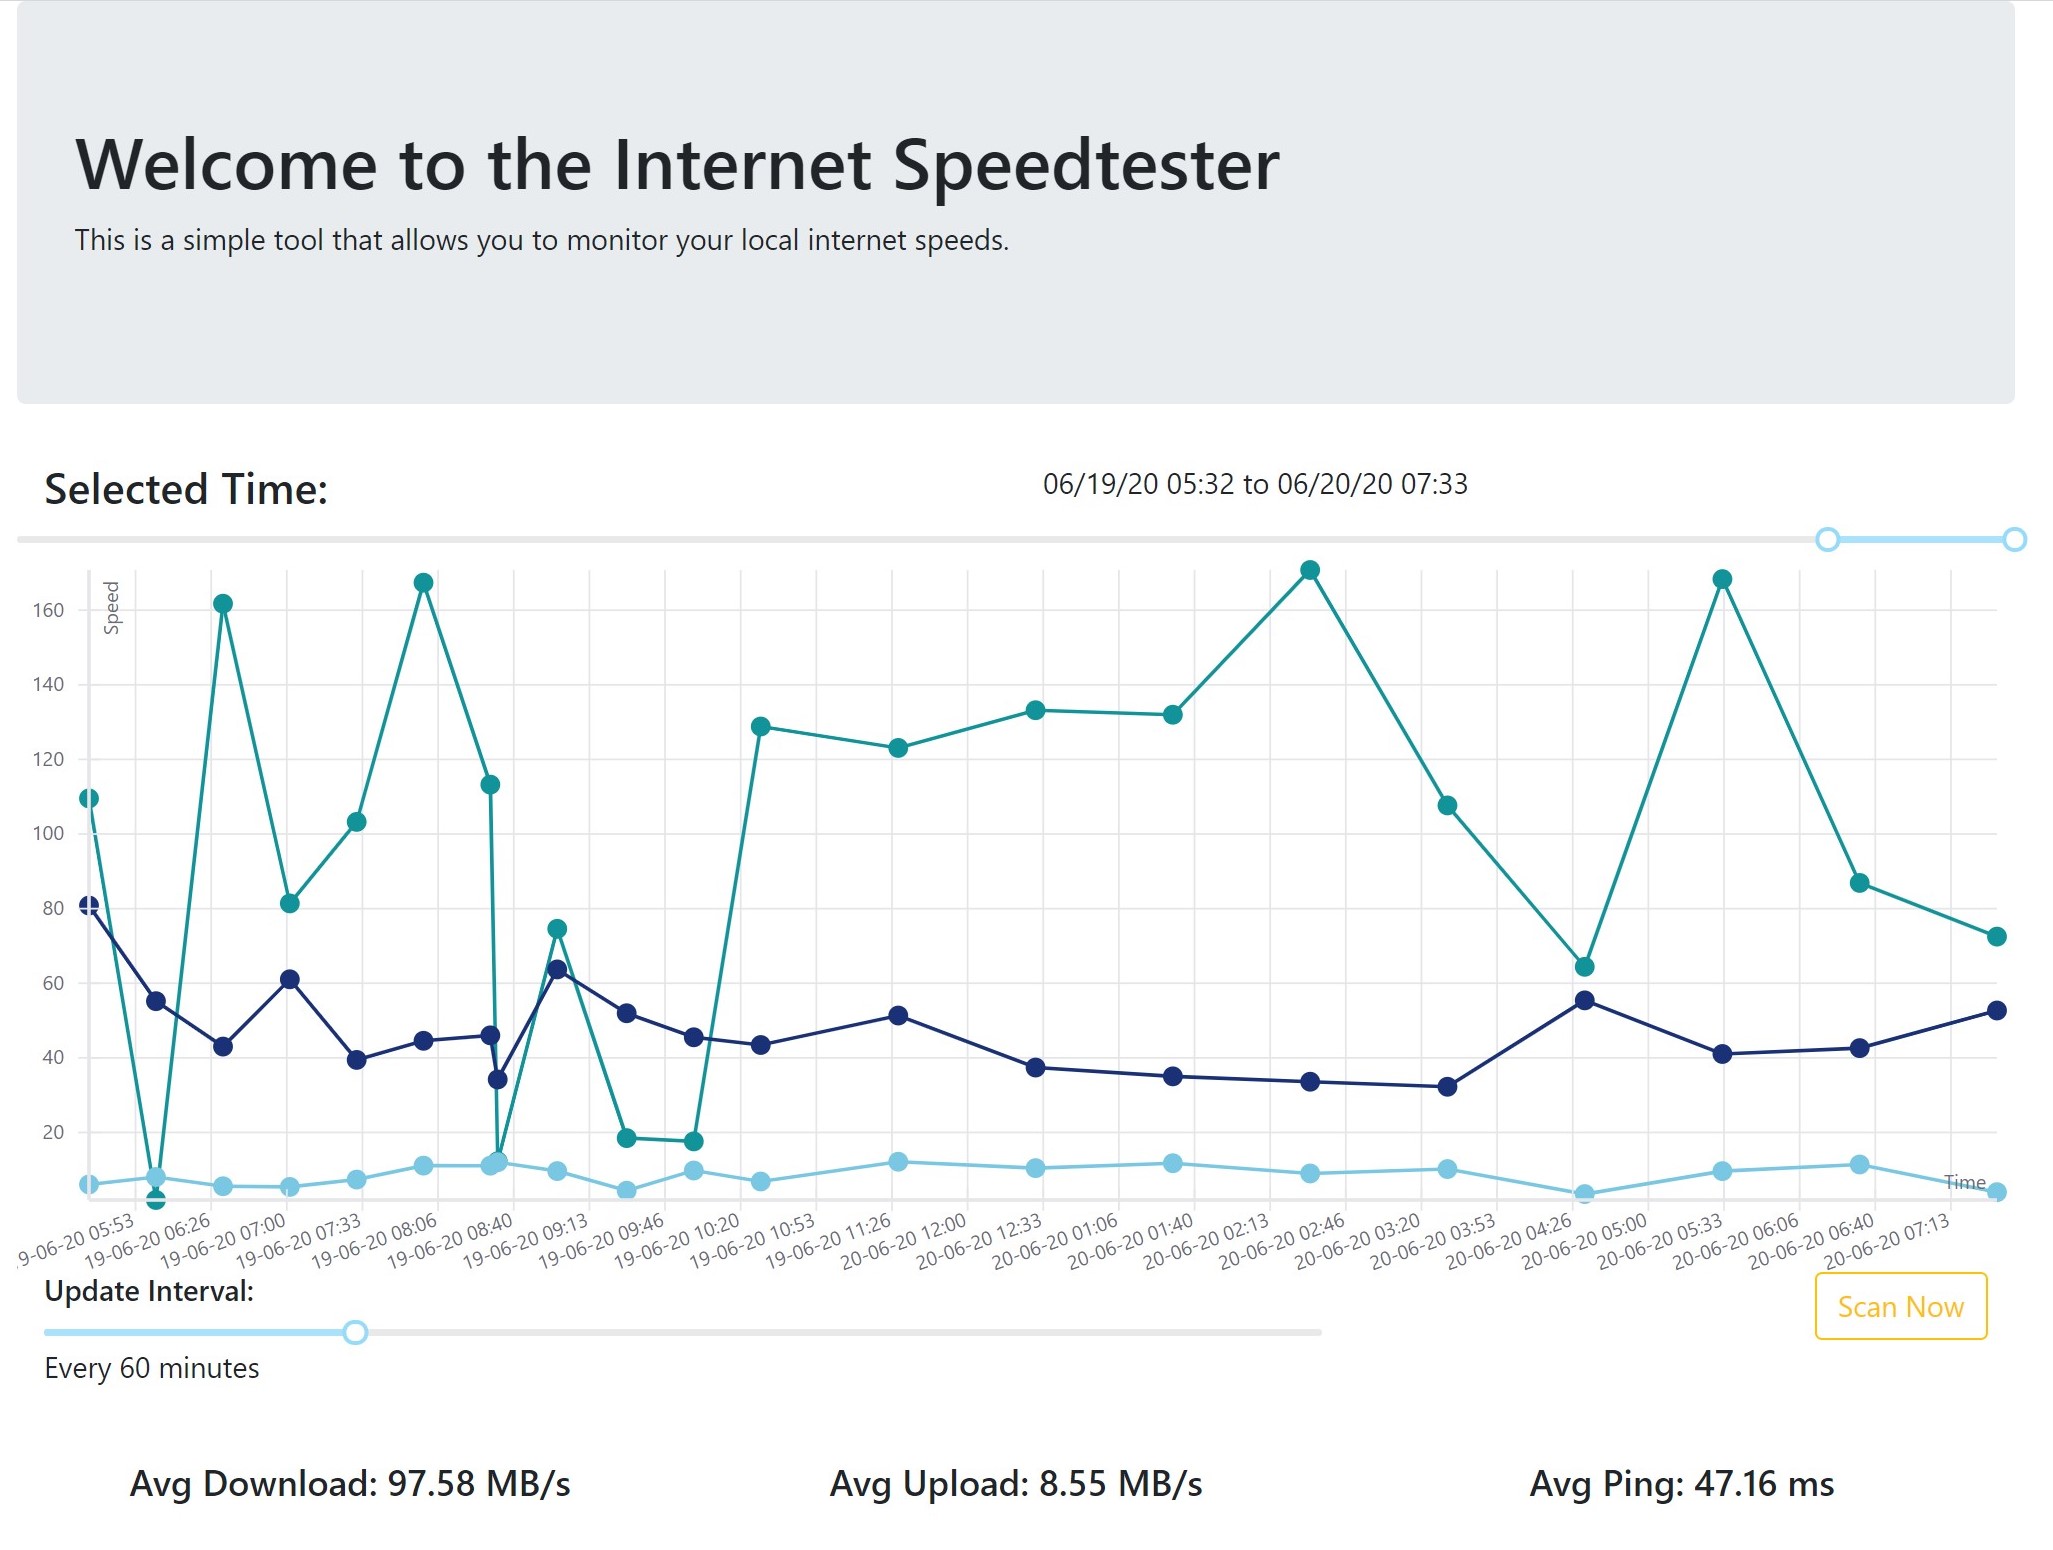 Welcome to the Internet Speedtester
This is a simple tool that allows you to monitor your local internet speeds.
Selected Time:
06/19/20 05:32 to 06/20/20 07:33
Speed
160
140
120
100
80
60
40
20
Time
9-06-20 05:53
19-06-20 06:26
19-06-20 07:00
19-06-20 07:33
19-06-20 08:06
19-06-20 08:40
19-06-20 09:13
19-06-20 09:46
19-06-20 10:20
19-06-20 10:53
19-06-20 11:26
20-06-20 12:00
20-06-20 12:33
20-06-20 01:06
20-06-20 01:40
20-06-20 02:13
20-06-20 02:46
20-06-20 03:20
20-06-20 03:53
20-06-20 04:26
20-06-20 05:00
20-06-20 05:33
20-06-20 06:06
20-06-20 06:40
20-06-20 07:13
Update Interval:
Scan Now
Every 60 minutes
Avg Download: 97.58 MB/s
Avg Upload: 8.55 MB/s
Avg Ping: 47.16 ms